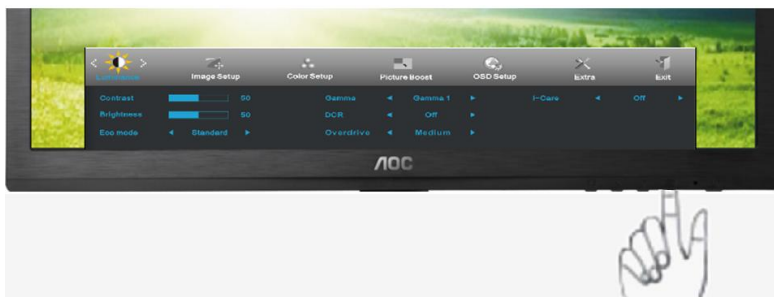 < Luminance > Image Setup Color Setup Picture Boost OSD Setup Extra Exit
Contrast 50 Gamma Gamma 1 I-Care Off
Brightness 50 DCR Off
Eco mode Standard Overdrive Medium
AOC